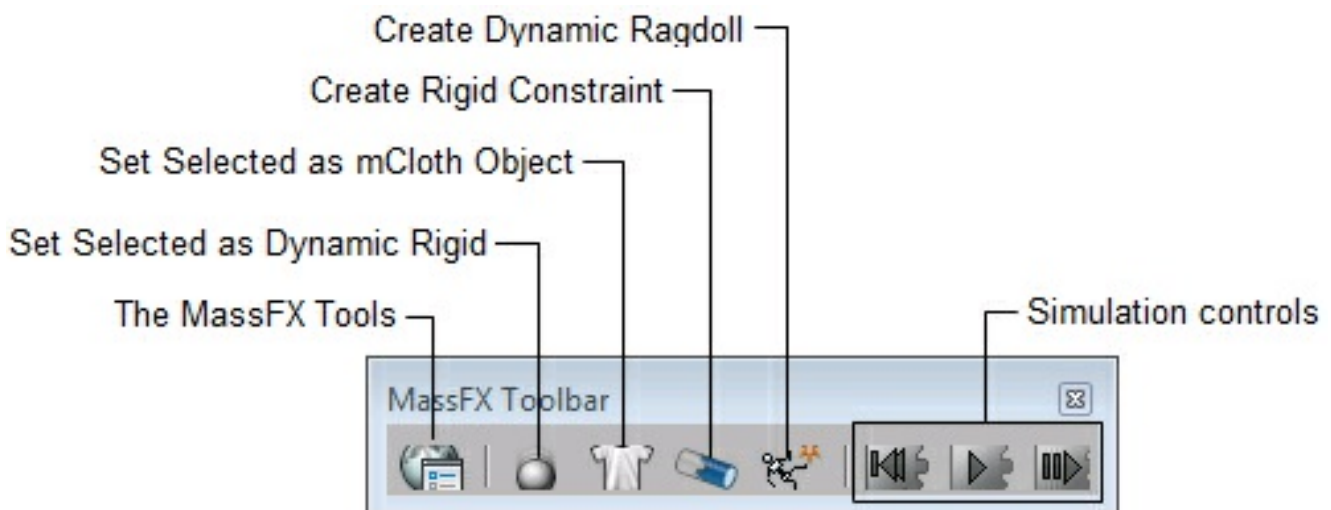 Create Dynamic Ragdoll
Create Rigid Constraint
Set Selected as mCloth Object
Set Selected as Dynamic Rigid
The MassFX Tools
Simulation controls
MassFX Toolbar